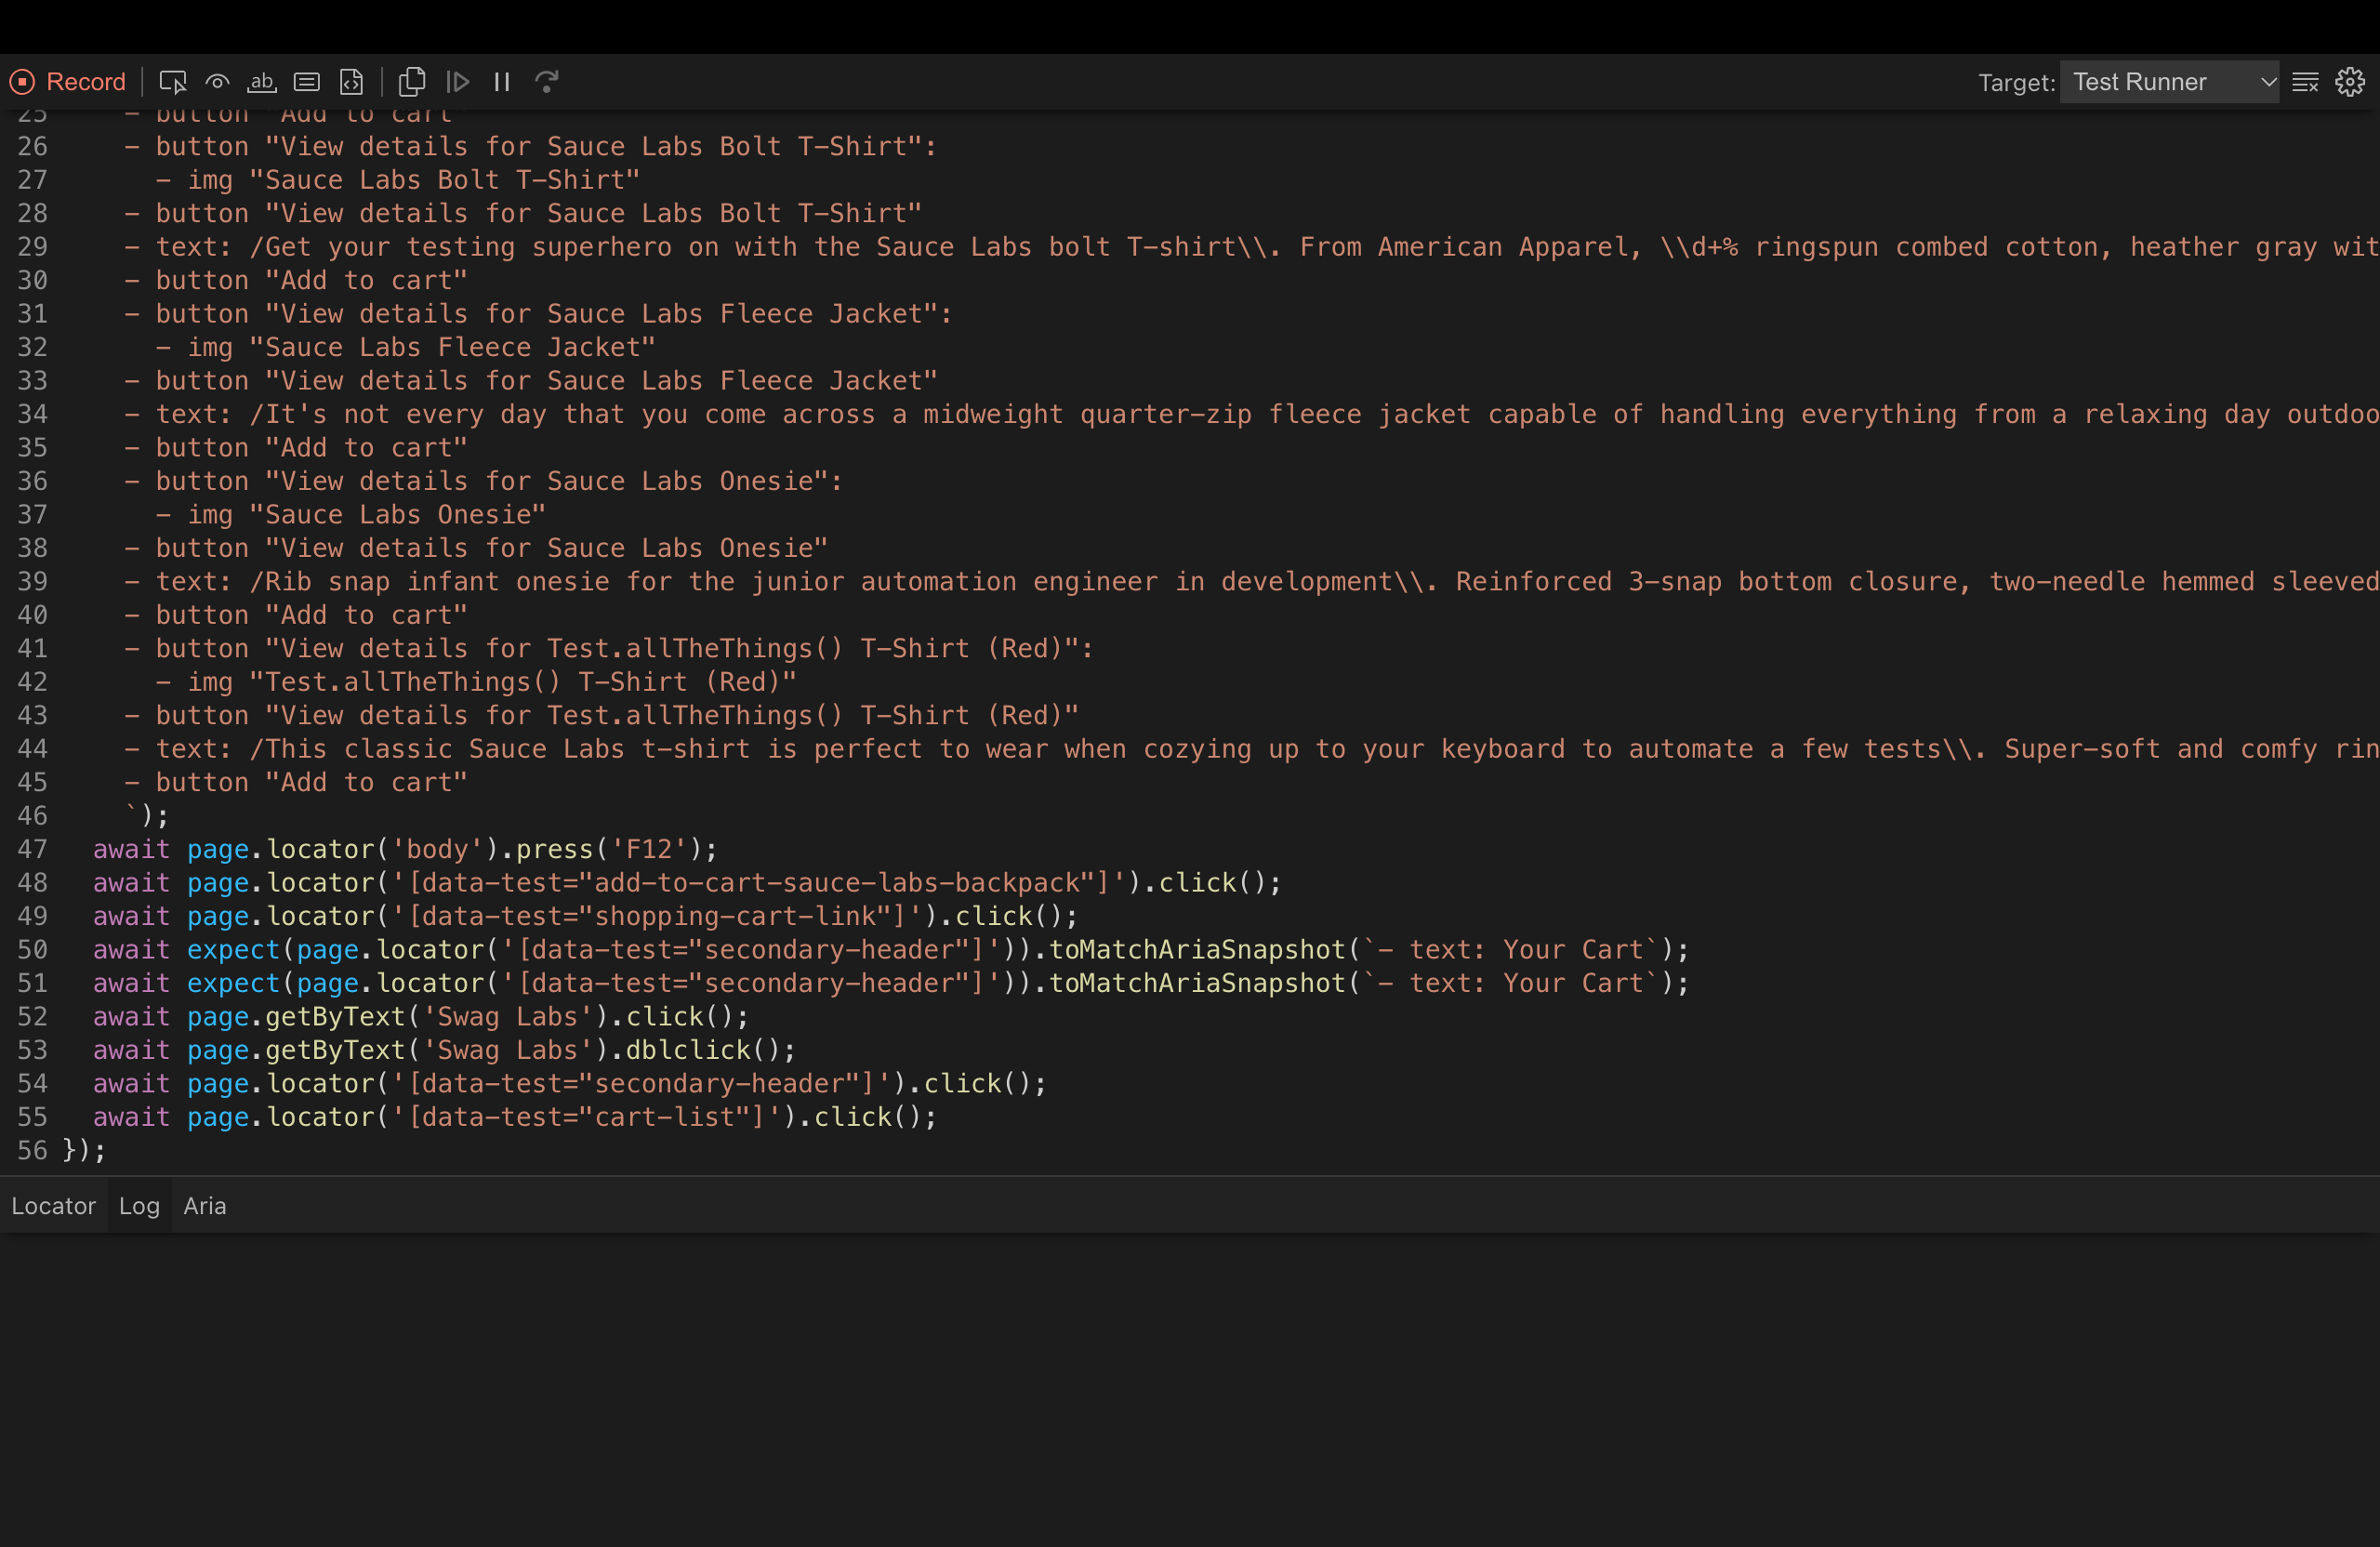 Record
ab
Target: Test Runner
25     - button "Add to cart"
26     - button "View details for Sauce Labs Bolt T-Shirt":
27       - img "Sauce Labs Bolt T-Shirt"
28     - button "View details for Sauce Labs Bolt T-Shirt"
29     - text: /Get your testing superhero on with the Sauce Labs bolt T-shirt\\. From American Apparel, \\d+% ringspun combed cotton, heather gray wit
30     - button "Add to cart"
31     - button "View details for Sauce Labs Fleece Jacket":
32       - img "Sauce Labs Fleece Jacket"
33     - button "View details for Sauce Labs Fleece Jacket"
34     - text: /It's not every day that you come across a midweight quarter-zip fleece jacket capable of handling everything from a relaxing day outdoo
35     - button "Add to cart"
36     - button "View details for Sauce Labs Onesie":
37       - img "Sauce Labs Onesie"
38     - button "View details for Sauce Labs Onesie"
39     - text: /Rib snap infant onesie for the junior automation engineer in development\\. Reinforced 3-snap bottom closure, two-needle hemmed sleeved
40     - button "Add to cart"
41     - button "View details for Test.allTheThings() T-Shirt (Red)":
42       - img "Test.allTheThings() T-Shirt (Red)"
43     - button "View details for Test.allTheThings() T-Shirt (Red)"
44     - text: /This classic Sauce Labs t-shirt is perfect to wear when cozying up to your keyboard to automate a few tests\\. Super-soft and comfy rin
45     - button "Add to cart"
46     `);
47   await page.locator('body').press('F12');
48   await page.locator('[data-test="add-to-cart-sauce-labs-backpack"]').click();
49   await page.locator('[data-test="shopping-cart-link"]').click();
50   await expect(page.locator('[data-test="secondary-header"]')).toMatchAriaSnapshot(`- text: Your Cart`);
51   await expect(page.locator('[data-test="secondary-header"]')).toMatchAriaSnapshot(`- text: Your Cart`);
52   await page.getByText('Swag Labs').click();
53   await page.getByText('Swag Labs').dblclick();
54   await page.locator('[data-test="secondary-header"]').click();
55   await page.locator('[data-test="cart-list"]').click();
56 });
Locator Log Aria